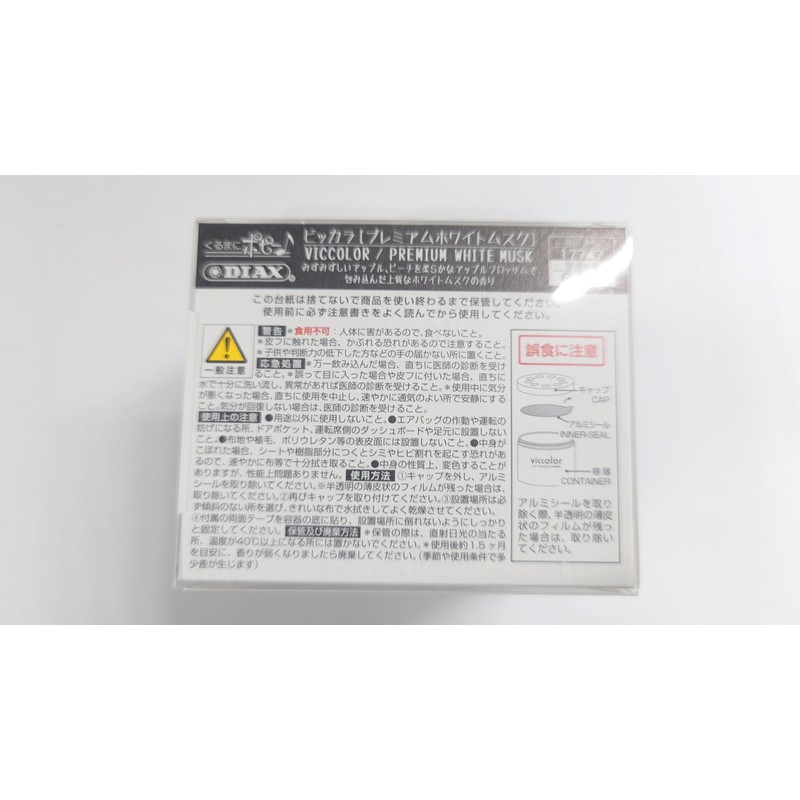 くるまにポピー♪
DIAX
ビッカラ[プレミアムホワイトムスク]
VICCOLOR / PREMIUM WHITE MUSK
みずみずしいアップル、ピーチを柔らかなアップルブロッサムで
包み込んだ上質なホワイトムスクの香り
この台紙は捨てないで商品を使い終わるまで保管してください。
使用前に必ず注意書きをよく読んでから使用してください。
一般注意
警告 *食用不可：人体に害があるので、食べないこと。
*皮フに触れた場合、かぶれる恐れがあるので注意すること。
*子供や判断力の低下した方などの手の届かない所に置くこと。
応急処置 *万一飲み込んだ場合、直ちに医師の診断を受け
ること。*誤って目に入った場合や皮フに付いた場合、直ちに
水で十分に洗い流し、異常があれば医師の診断を受けること。*使用中に気分
が悪くなった場合、直ちに使用を中止し、速やかに通気のよい所で安静にする
こと。気分が回復しない場合は、医師の診断を受けること。
使用上の注意 ●用途以外に使用しないこと。●エアバッグの作動や運転の
妨げになる所、ドアポケット、運転席側のダッシュボードや足元に設置しない
こと。●布地や植毛、ポリウレタン等の表皮面には設置しないこと。●中身が
こぼれた場合、シートや樹脂部分につくとシミやヒビ割れを起こす恐れがあ
るので、速やかに布等で十分拭き取ること。●中身の性質上、変色することが
ありますが、性能上問題ありません。 使用方法 ①キャップを外し、アルミ
シールを取り除いてください。※半透明の薄皮状のフィルムが残った場合は、
取り除いてください。②再びキャップを取り付けてください。③設置場所は必
ず傾斜のない所を選び、きれいな布で水拭きしてよく乾燥させてください。
④付属の両面テープを容器の底に貼り、設置場所に倒れないようにしっかり
と固定してください。 保管及び廃棄方法 *保管の際は、直射日光の当たる
所、温度が40℃以上になる所には置かないでください。*使用後約1.5ヶ月
を目安に、香りが弱くなりましたら廃棄してください。(季節や使用条件で多
少差が生じます)
誤食に注意
キャップ
CAP
アルミシール
INNER-SEAL
viccolor
容器
CONTAINER
アルミシールを取り
除く際、半透明の薄皮
状のフィルムが残っ
た場合は、取り除い
てください。